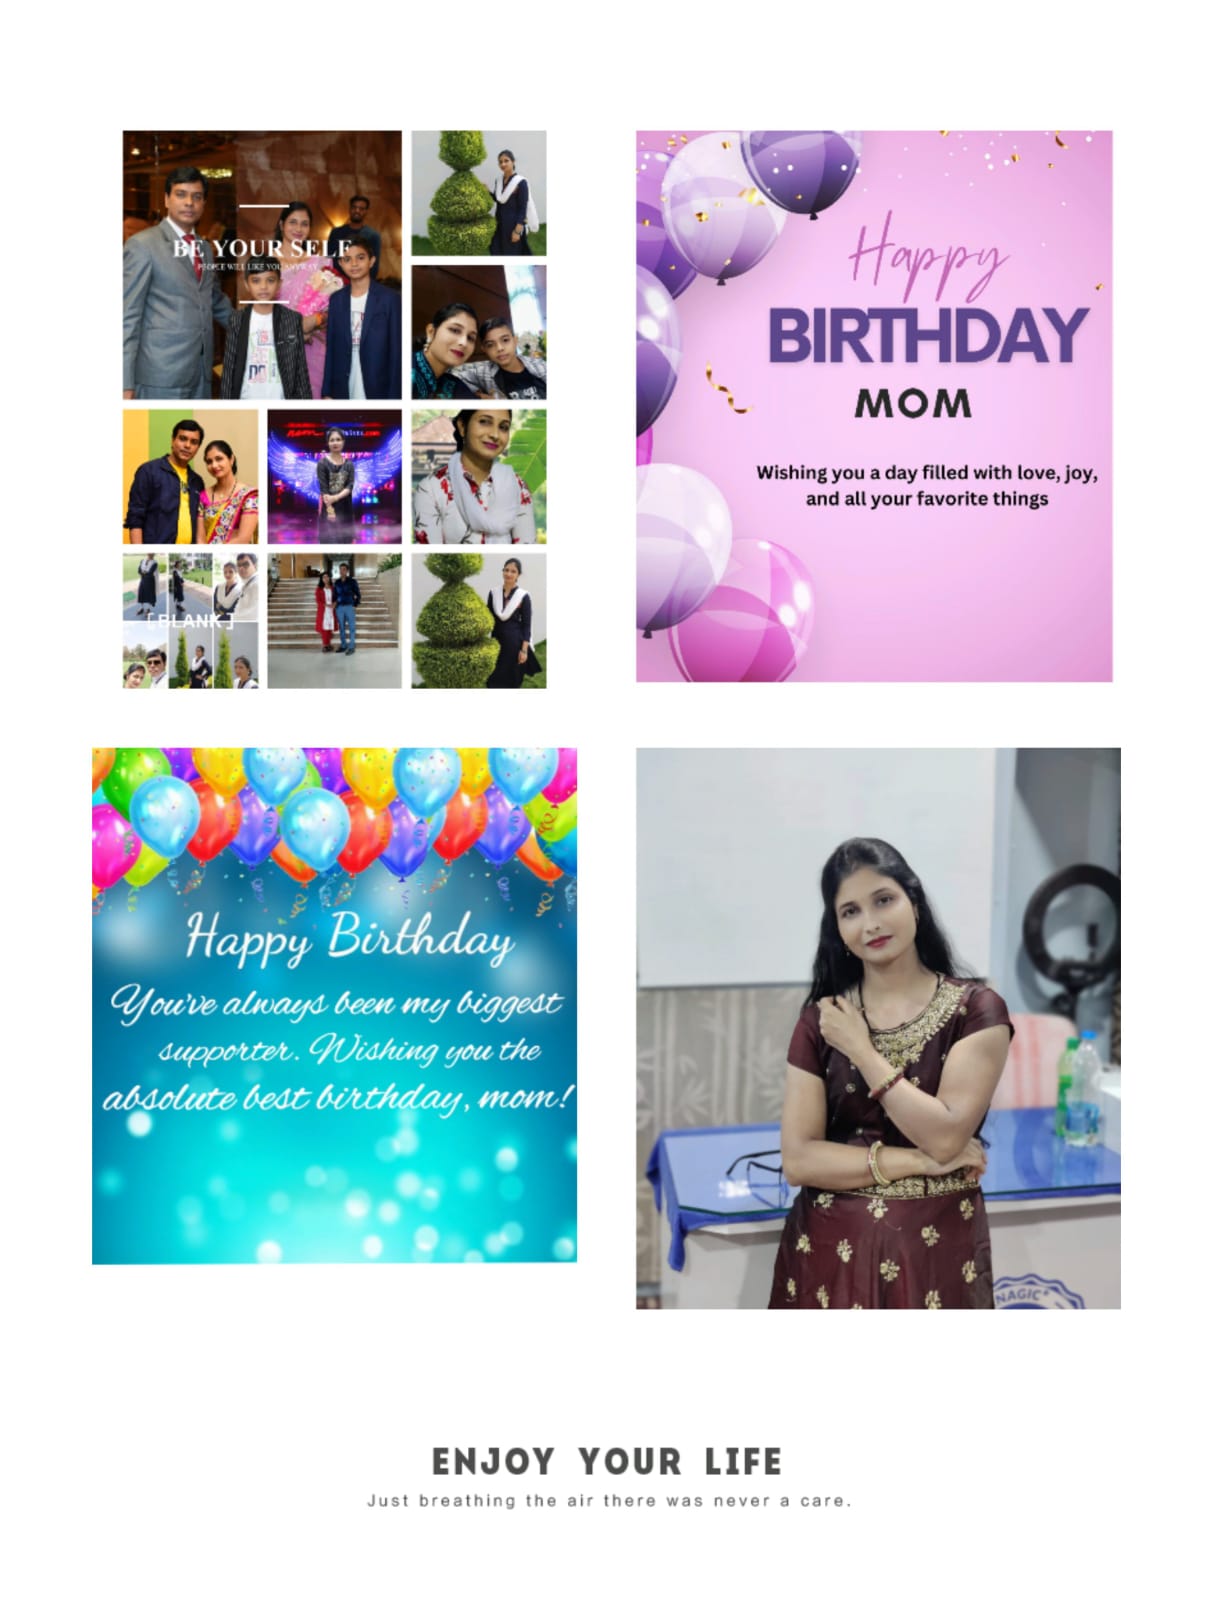 BE YOUR SELF
PEOPLE WILL LIKE YOU ANYWAY
[ BLANK ]
Happy
BIRTHDAY
MOM
Wishing you a day filled with love, joy,
and all your favorite things
Happy Birthday
You've always been my biggest
supporter. Wishing you the
absolute best birthday, mom!
NAGIC
ENJOY YOUR LIFE
Just breathing the air there was never a care.